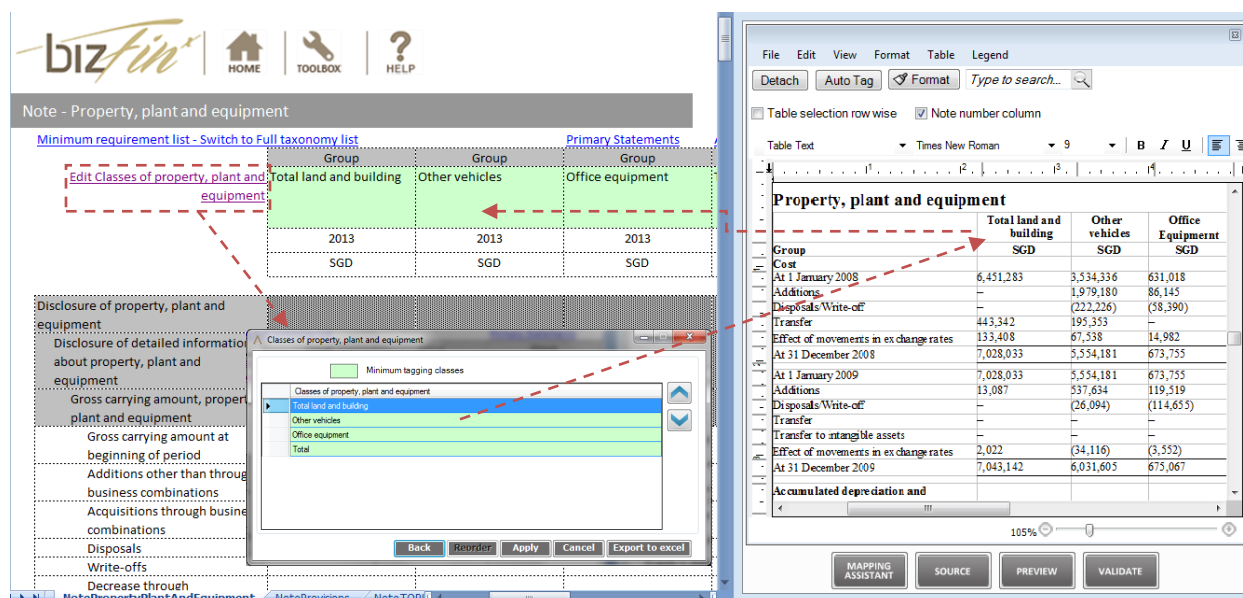 bizfinx
HOME
TOOLBOX
HELP
Note - Property, plant and equipment
Minimum requirement list - Switch to Full taxonomy list
Primary Statements
Group Group Group
Edit Classes of property, plant and
equipment
Total land and building Other vehicles Office equipment
2013 2013 2013
SGD SGD SGD
Disclosure of property, plant and
equipment
Disclosure of detailed information
about property, plant and
equipment
Gross carrying amount, propert
plant and equipment
Gross carrying amount at
beginning of period
Additions other than throug
business combinations
Acquisitions through busine
combinations
Disposals
Write-offs
Decrease through
NotePropertyPlantAndEquipment NoteProvisions
Classes of property, plant and equipment
Minimum tagging classes
Classes of property, plant and equipment
Total land and building
Other vehicles
Office equipment
Total
Back Reorder Apply Cancel Export to excel
File Edit View Format Table Legend
Detach Auto Tag Format Type to search...
Table selection row wise Note number column
Table Text Times New Roman 9 B I U
1 2 3 4
Property, plant and equipment
Total land and Other Office
building vehicles Equipmernt
Group SGD SGD SGD
Cost
At 1 January 2008 6,451,283 3,534,336 631,018
Additions – 1,979,180 86,145
Disposals/Write-off – (222,226) (58,390)
Transfer 443,342 195,353 –
Effect of movements in exchange rates 133,408 67,538 14,982
At 31 December 2008 7,028,033 5,554,181 673,755
At 1 January 2009 7,028,033 5,554,181 673,755
Additions 13,087 537,634 119,519
Disposals/Write-off – (26,094) (114,655)
Transfer – – –
Transfer to intangible assets – – –
Effect of movements in exchange rates 2,022 (34,116) (3,552)
At 31 December 2009 7,043,142 6,031,605 675,067
Accumulated depreciation and
105%
MAPPING
ASSISTANT
SOURCE
PREVIEW
VALIDATE